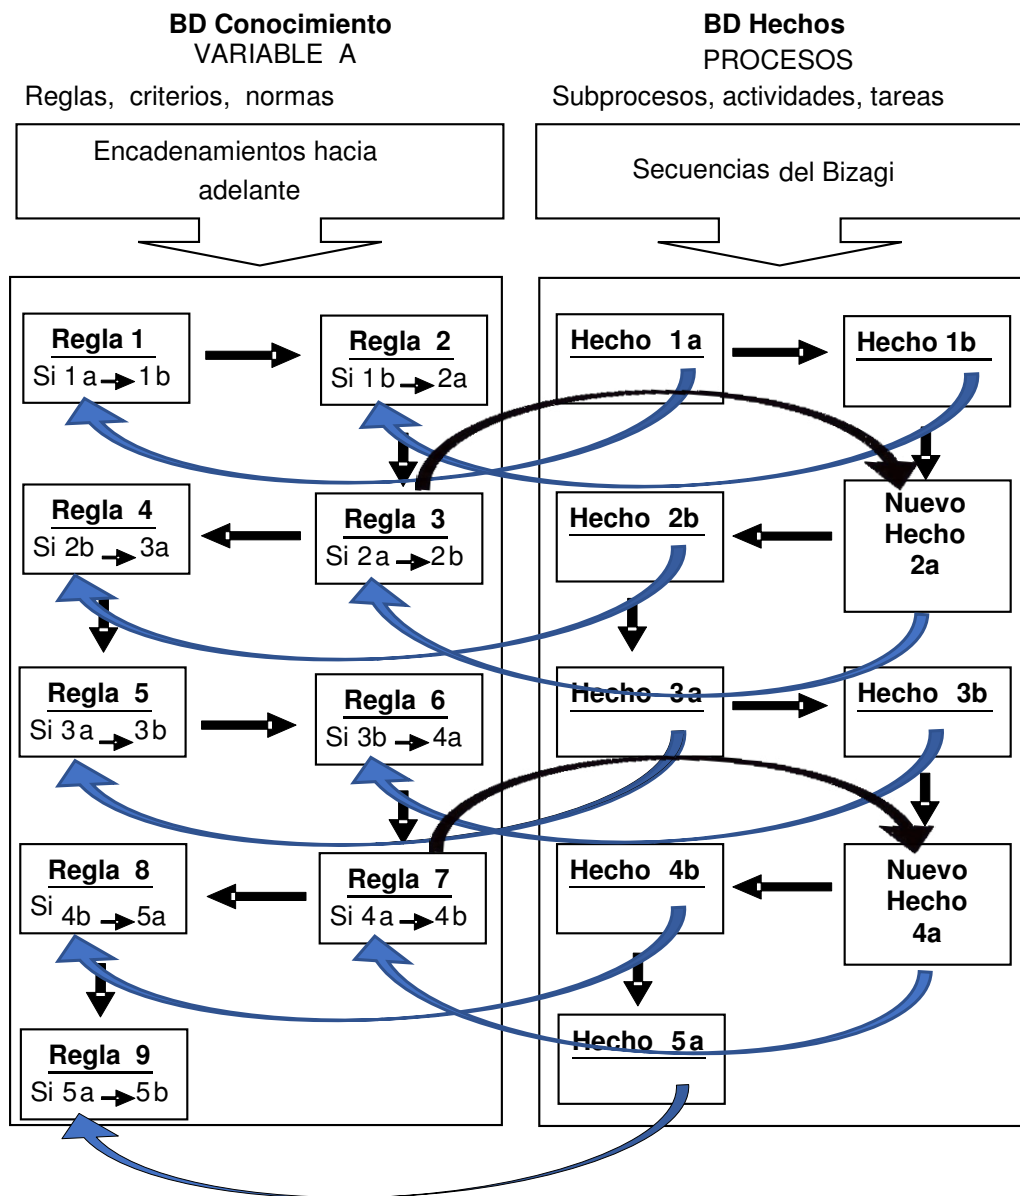 BD Conocimiento
VARIABLE A
Reglas, criterios, normas
Encadenamientos hacia
adelante
BD Hechos
PROCESOS
Subprocesos, actividades, tareas
Secuencias del Bizagi
Regla 1
Si 1a → 1b
Regla 2
Si 1b → 2a
Regla 4
Si 2b → 3a
Regla 3
Si 2a → 2b
Regla 5
Si 3a → 3b
Regla 6
Si 3b → 4a
Regla 8
Si 4b → 5a
Regla 7
Si 4a → 4b
Regla 9
Si 5a → 5b
Hecho 1a
Hecho 1b
Hecho 2b
Nuevo
Hecho
2a
Hecho 3a
Hecho 3b
Hecho 4b
Nuevo
Hecho
4a
Hecho 5a